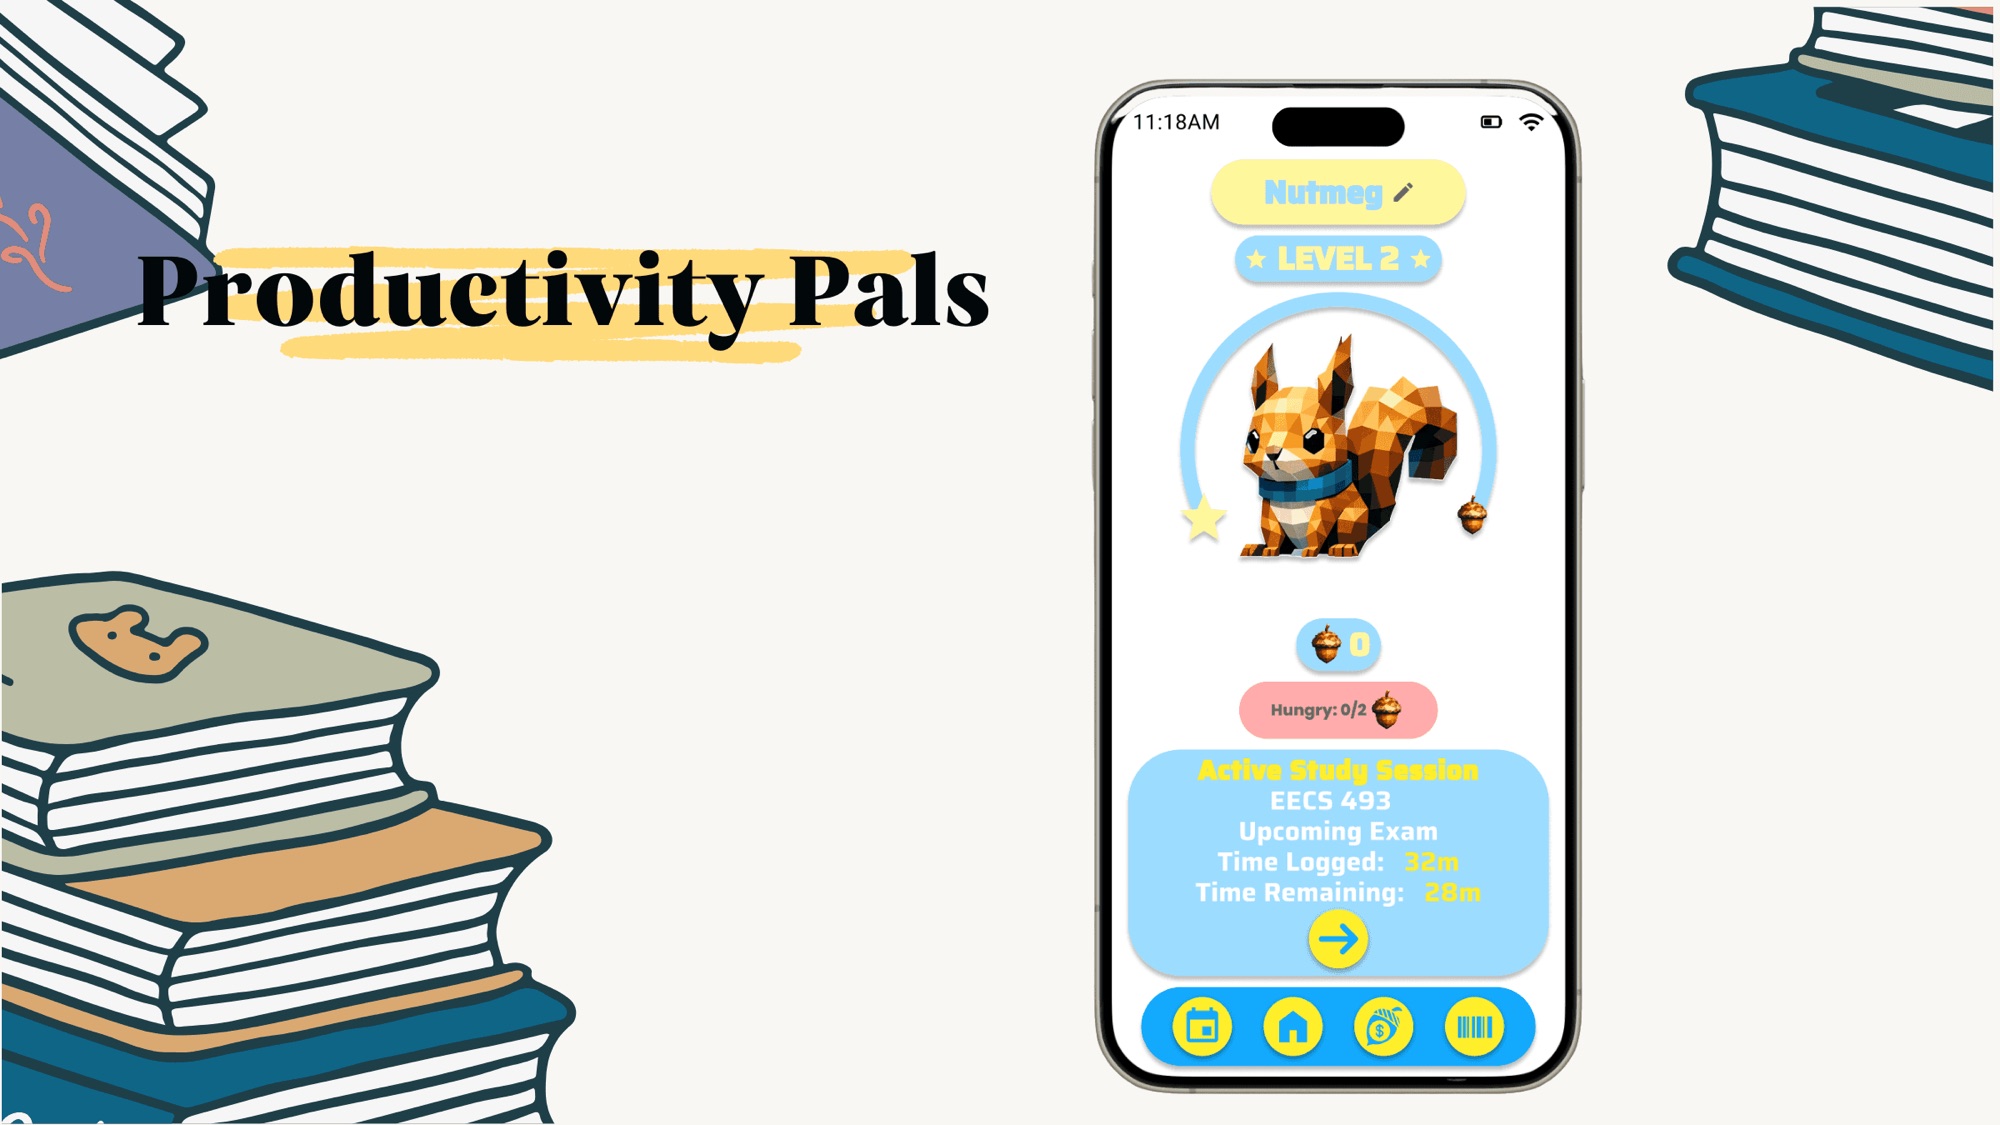 Productivity Pals
11:18AM
Nutmeg
LEVEL 2
0
Hungry: 0/2
Active Study Session
EECS 493
Upcoming Exam
Time Logged: 32m
Time Remaining: 28m
$